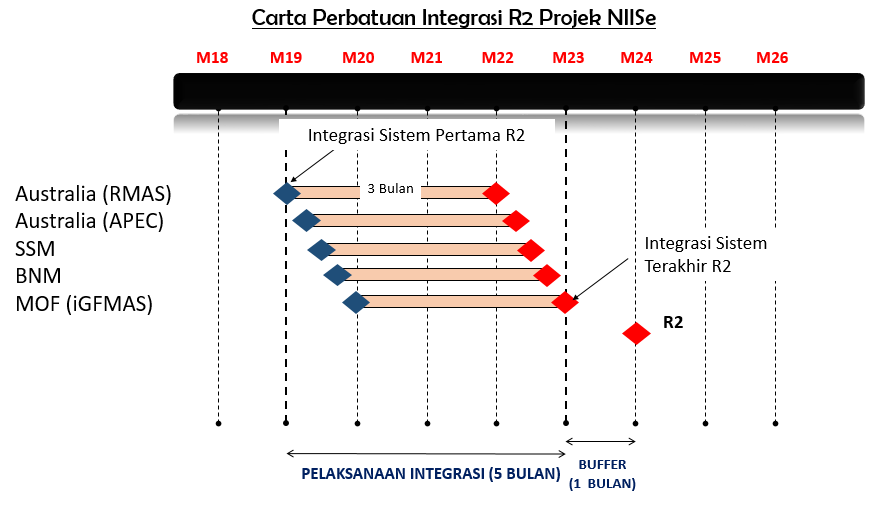 Carta Perbatuan Integrasi R2 Projek NIISe
M18 M19 M20 M21 M22 M23 M24 M25 M26
Integrasi Sistem Pertama R2
Australia (RMAS)
3 Bulan
Australia (APEC)
SSM
BNM
MOF (iGFMAS)
Integrasi Sistem
Terakhir R2
R2
PELAKSANAAN INTEGRASI (5 BULAN)
BUFFER
(1 BULAN)